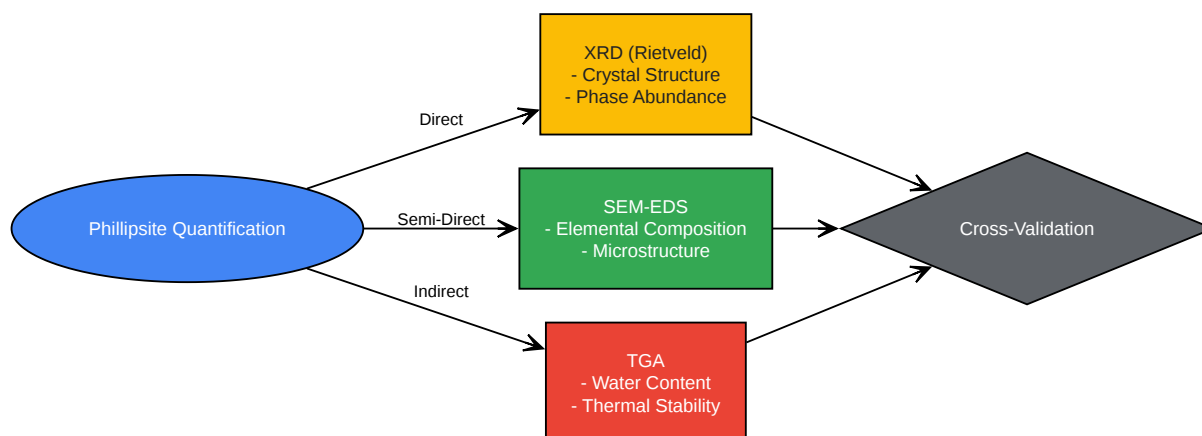 Phillipsite Quantification
Direct
Semi-Direct
Indirect
XRD (Rietveld)
- Crystal Structure
- Phase Abundance
SEM-EDS
- Elemental Composition
- Microstructure
TGA
- Water Content
- Thermal Stability
Cross-Validation